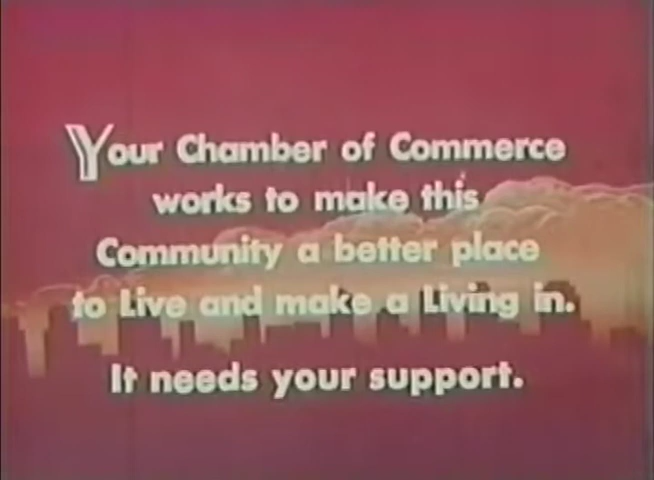 Your Chamber of Commerce
works to make this
Community a better place
to Live and make a Living in.
It needs your support.